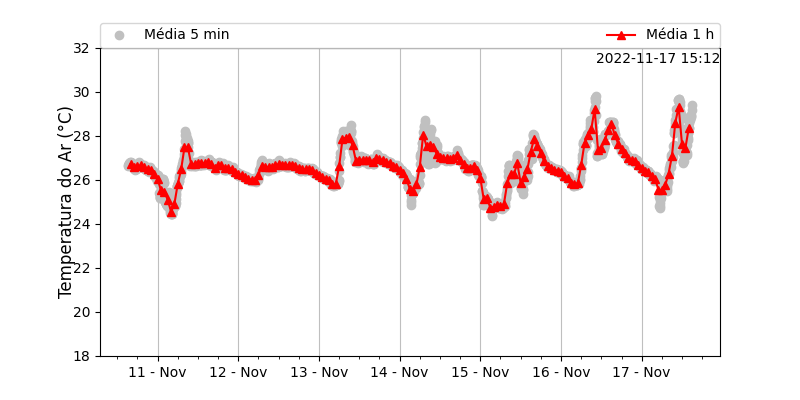 Média 5 min
Média 1 h
2022-11-17 15:12
Temperatura do Ar (°C)
32
30
28
26
24
22
20
18
11 - Nov
12 - Nov
13 - Nov
14 - Nov
15 - Nov
16 - Nov
17 - Nov